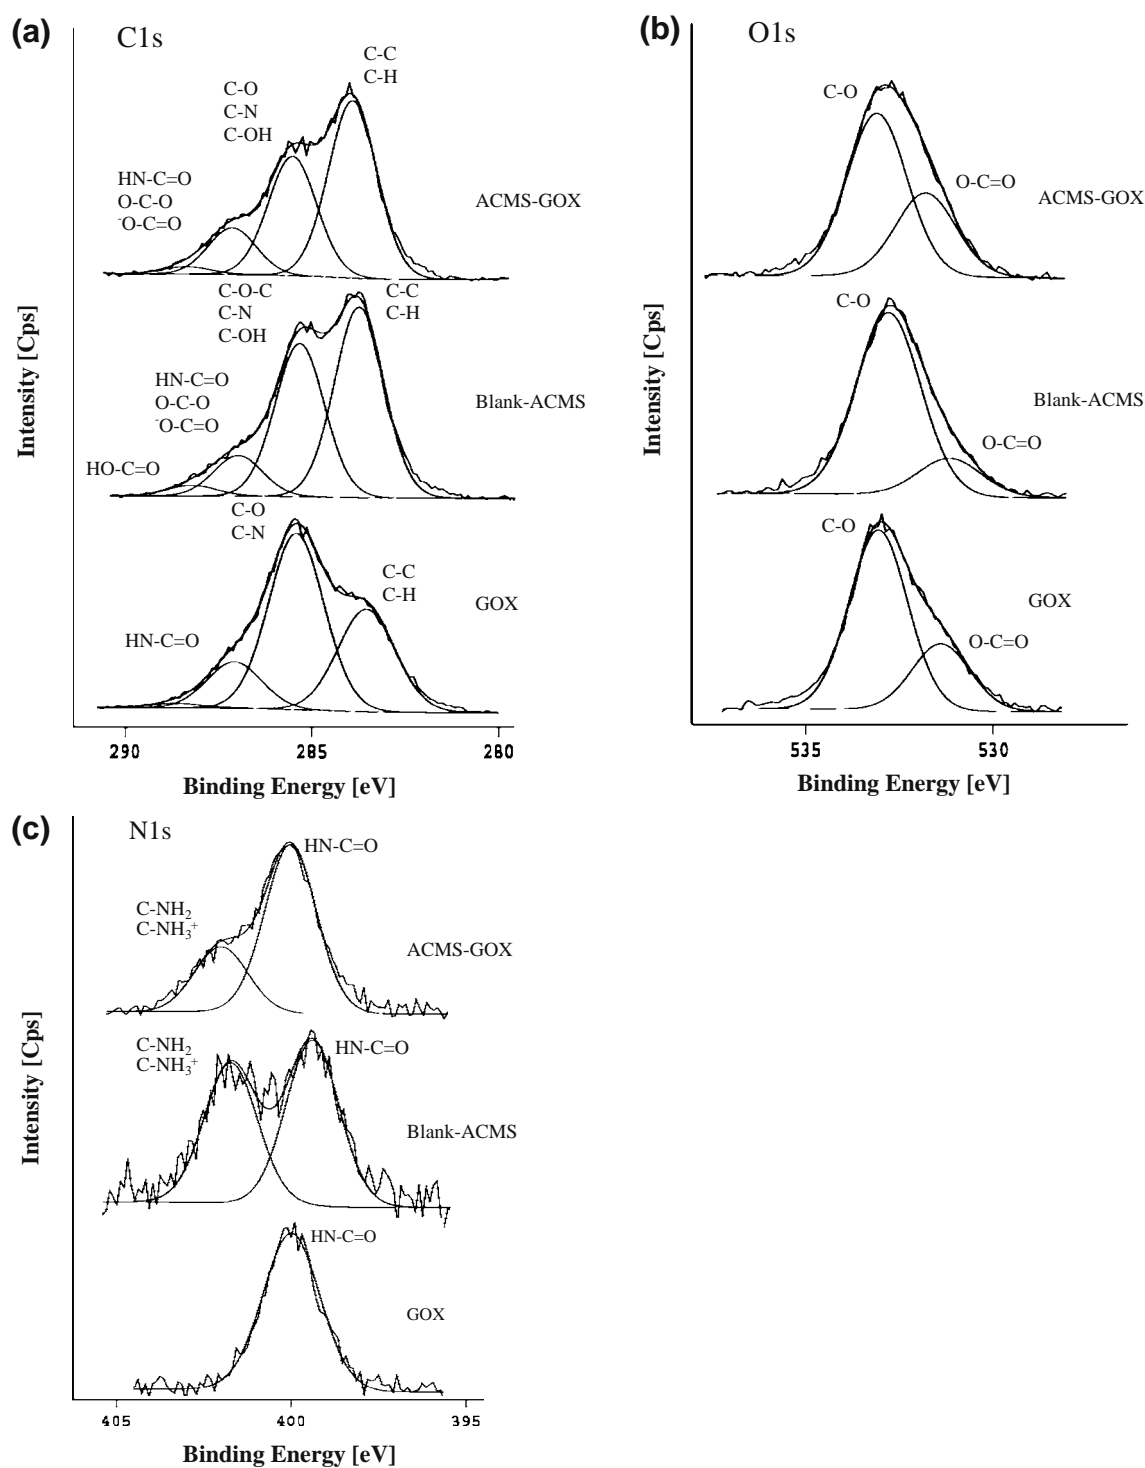 (a)
C1s
C-C
C-H
C-O
C-N
C-OH
HN-C=O
O-C-O
⁻O-C=O
ACMS-GOX
C-O-C
C-N
C-OH
C-C
C-H
HN-C=O
O-C-O
⁻O-C=O
HO-C=O
Blank-ACMS
C-O
C-N
C-C
C-H
HN-C=O
GOX
Intensity [Cps]
290 285 280
Binding Energy [eV]
(b)
O1s
C-O
O-C=O
ACMS-GOX
C-O
O-C=O
Blank-ACMS
C-O
O-C=O
GOX
Intensity [Cps]
535 530
Binding Energy [eV]
(c)
N1s
HN-C=O
C-NH₂
C-NH₃⁺
ACMS-GOX
C-NH₂
C-NH₃⁺
HN-C=O
Blank-ACMS
HN-C=O
GOX
Intensity [Cps]
405 400 395
Binding Energy [eV]